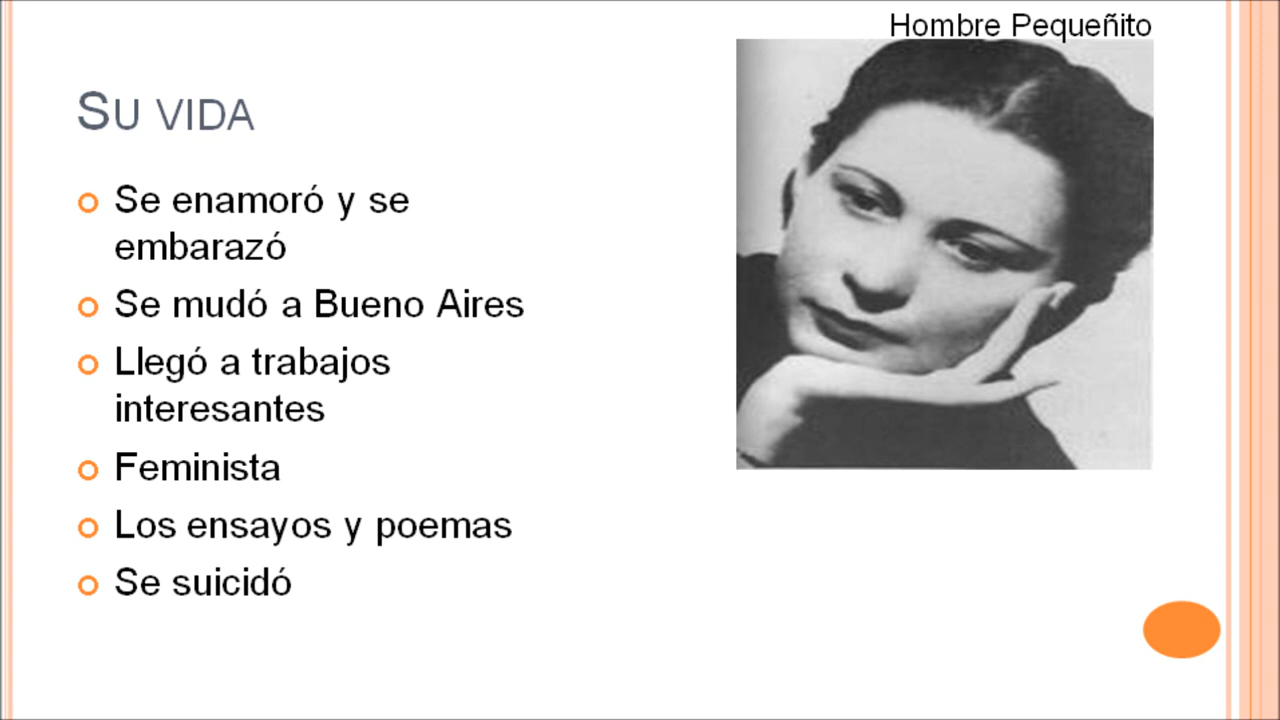 Hombre Pequeñito
Su vida
Se enamoró y se
embarazó
Se mudó a Bueno Aires
Llegó a trabajos
interesantes
Feminista
Los ensayos y poemas
Se suicidó